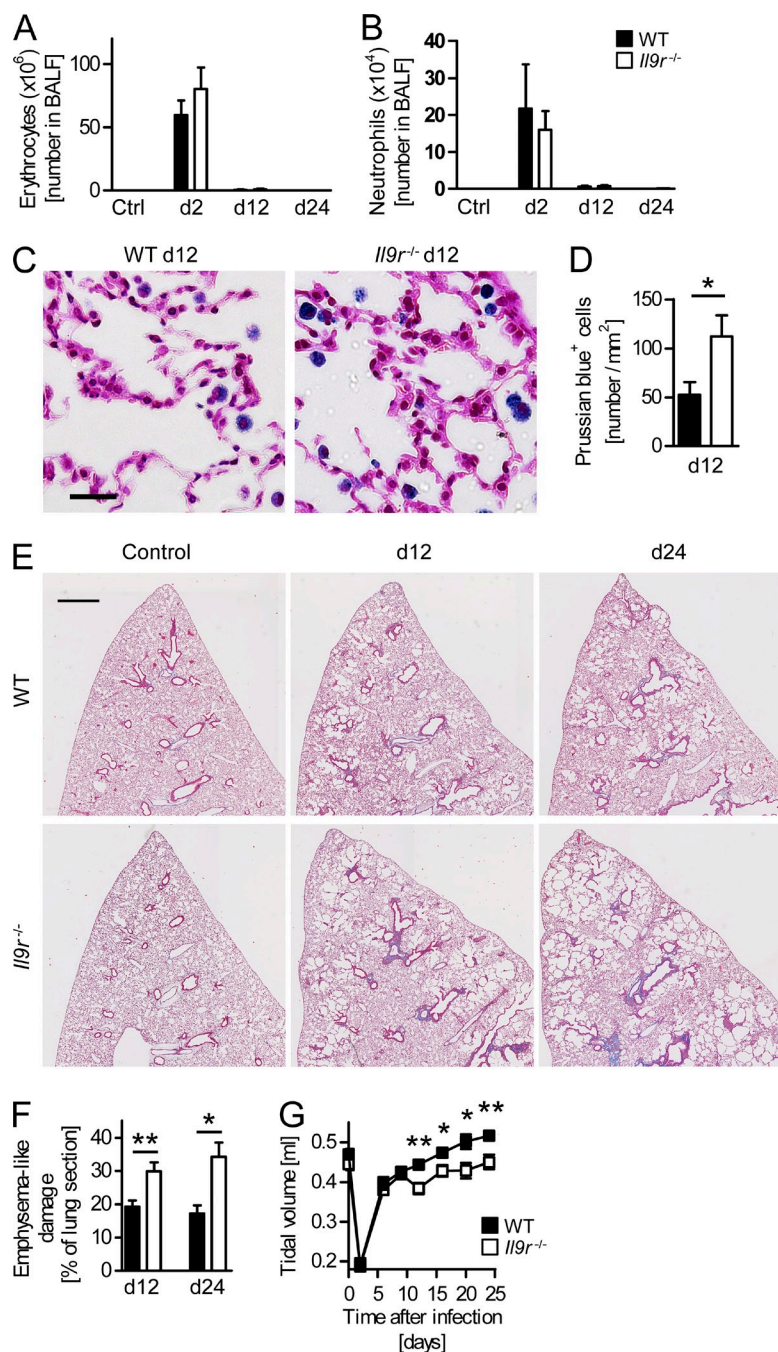 A
Erythrocytes (x10⁶)
[number in BALF]
100
50
0
Ctrl d2 d12 d24
B
Neutrophils (x10⁴)
[number in BALF]
40
30
20
10
0
Ctrl d2 d12 d24
WT
Il9r⁻/⁻
C
WT d12
Il9r⁻/⁻ d12
D
Prussian blue⁺ cells
[number / mm²]
150
100
50
0
*
d12
E
Control d12 d24
WT
Il9r⁻/⁻
F
Emphysema-like
damage
[% of lung section]
40
30
20
10
0
** *
d12 d24
G
Tidal volume [ml]
0.5
0.4
0.3
0.2
** * * **
WT
Il9r⁻/⁻
0 5 10 15 20 25
Time after infection
[days]